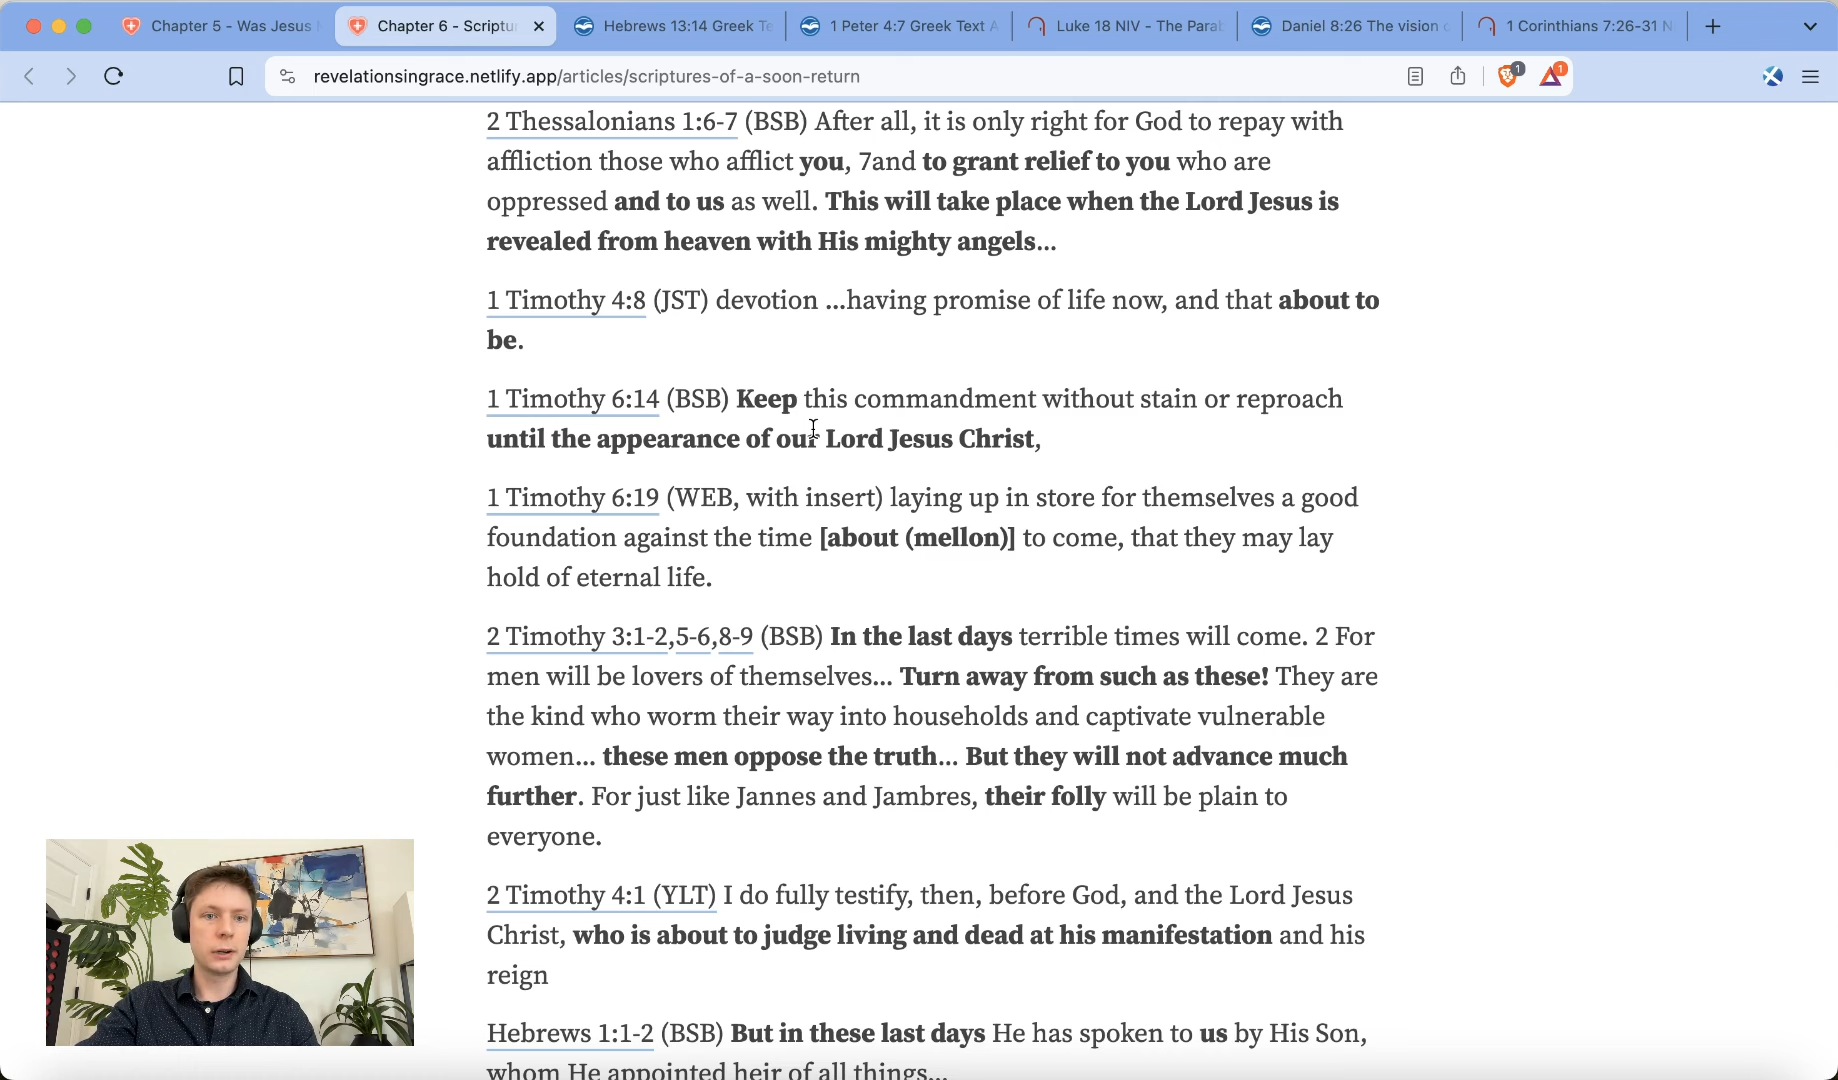 Chapter 5 - Was Jesus
Chapter 6 - Scriptur
Hebrews 13:14 Greek Te
1 Peter 4:7 Greek Text A
Luke 18 NIV - The Parab
Daniel 8:26 The vision
1 Corinthians 7:26-31 N
revelationsingrace.netlify.app/articles/scriptures-of-a-soon-return
1
1
2 Thessalonians 1:6-7 (BSB) After all, it is only right for God to repay with
affliction those who afflict you, 7and to grant relief to you who are
oppressed and to us as well. This will take place when the Lord Jesus is
revealed from heaven with His mighty angels…
1 Timothy 4:8 (JST) devotion …having promise of life now, and that about to
be.
1 Timothy 6:14 (BSB) Keep this commandment without stain or reproach
until the appearance of our Lord Jesus Christ,
1 Timothy 6:19 (WEB, with insert) laying up in store for themselves a good
foundation against the time [about (mellon)] to come, that they may lay
hold of eternal life.
2 Timothy 3:1-2,5-6,8-9 (BSB) In the last days terrible times will come. 2 For
men will be lovers of themselves… Turn away from such as these! They are
the kind who worm their way into households and captivate vulnerable
women… these men oppose the truth… But they will not advance much
further. For just like Jannes and Jambres, their folly will be plain to
everyone.
2 Timothy 4:1 (YLT) I do fully testify, then, before God, and the Lord Jesus
Christ, who is about to judge living and dead at his manifestation and his
reign
Hebrews 1:1-2 (BSB) But in these last days He has spoken to us by His Son,
whom He appointed heir of all things…